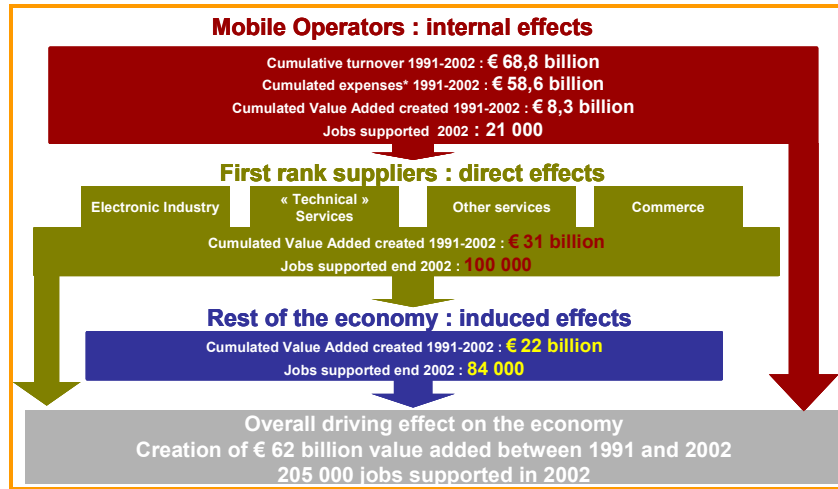 Mobile Operators : internal effects
Cumulative turnover 1991-2002 : € 68,8 billion
Cumulated expenses* 1991-2002 : € 58,6 billion
Cumulated Value Added created 1991-2002 : € 8,3 billion
Jobs supported 2002 : 21 000
First rank suppliers : direct effects
Electronic Industry
« Technical »
Services
Other services
Commerce
Cumulated Value Added created 1991-2002 : € 31 billion
Jobs supported end 2002 : 100 000
Rest of the economy : induced effects
Cumulated Value Added created 1991-2002 : € 22 billion
Jobs supported end 2002 : 84 000
Overall driving effect on the economy
Creation of € 62 billion value added between 1991 and 2002
205 000 jobs supported in 2002